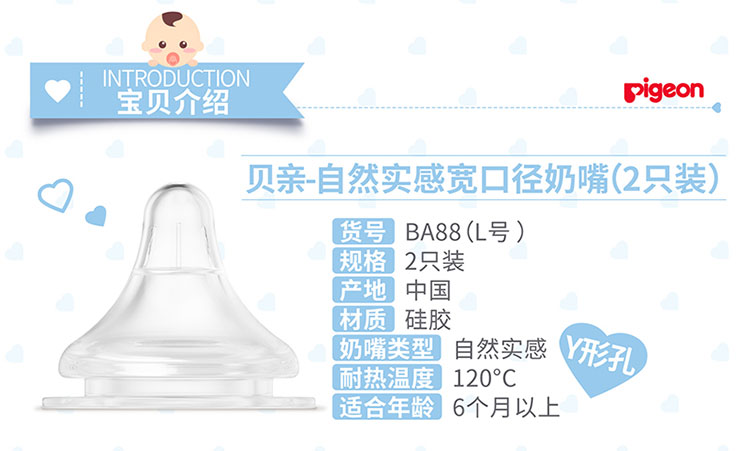 INTRODUCTION
宝贝介绍
Pigeon
贝亲-自然实感宽口径奶嘴(2只装)
货号 BA88(L号)
规格 2只装
产地 中国
材质 硅胶
奶嘴类型 自然实感
耐热温度 120°C
适合年龄 6个月以上
Y形孔